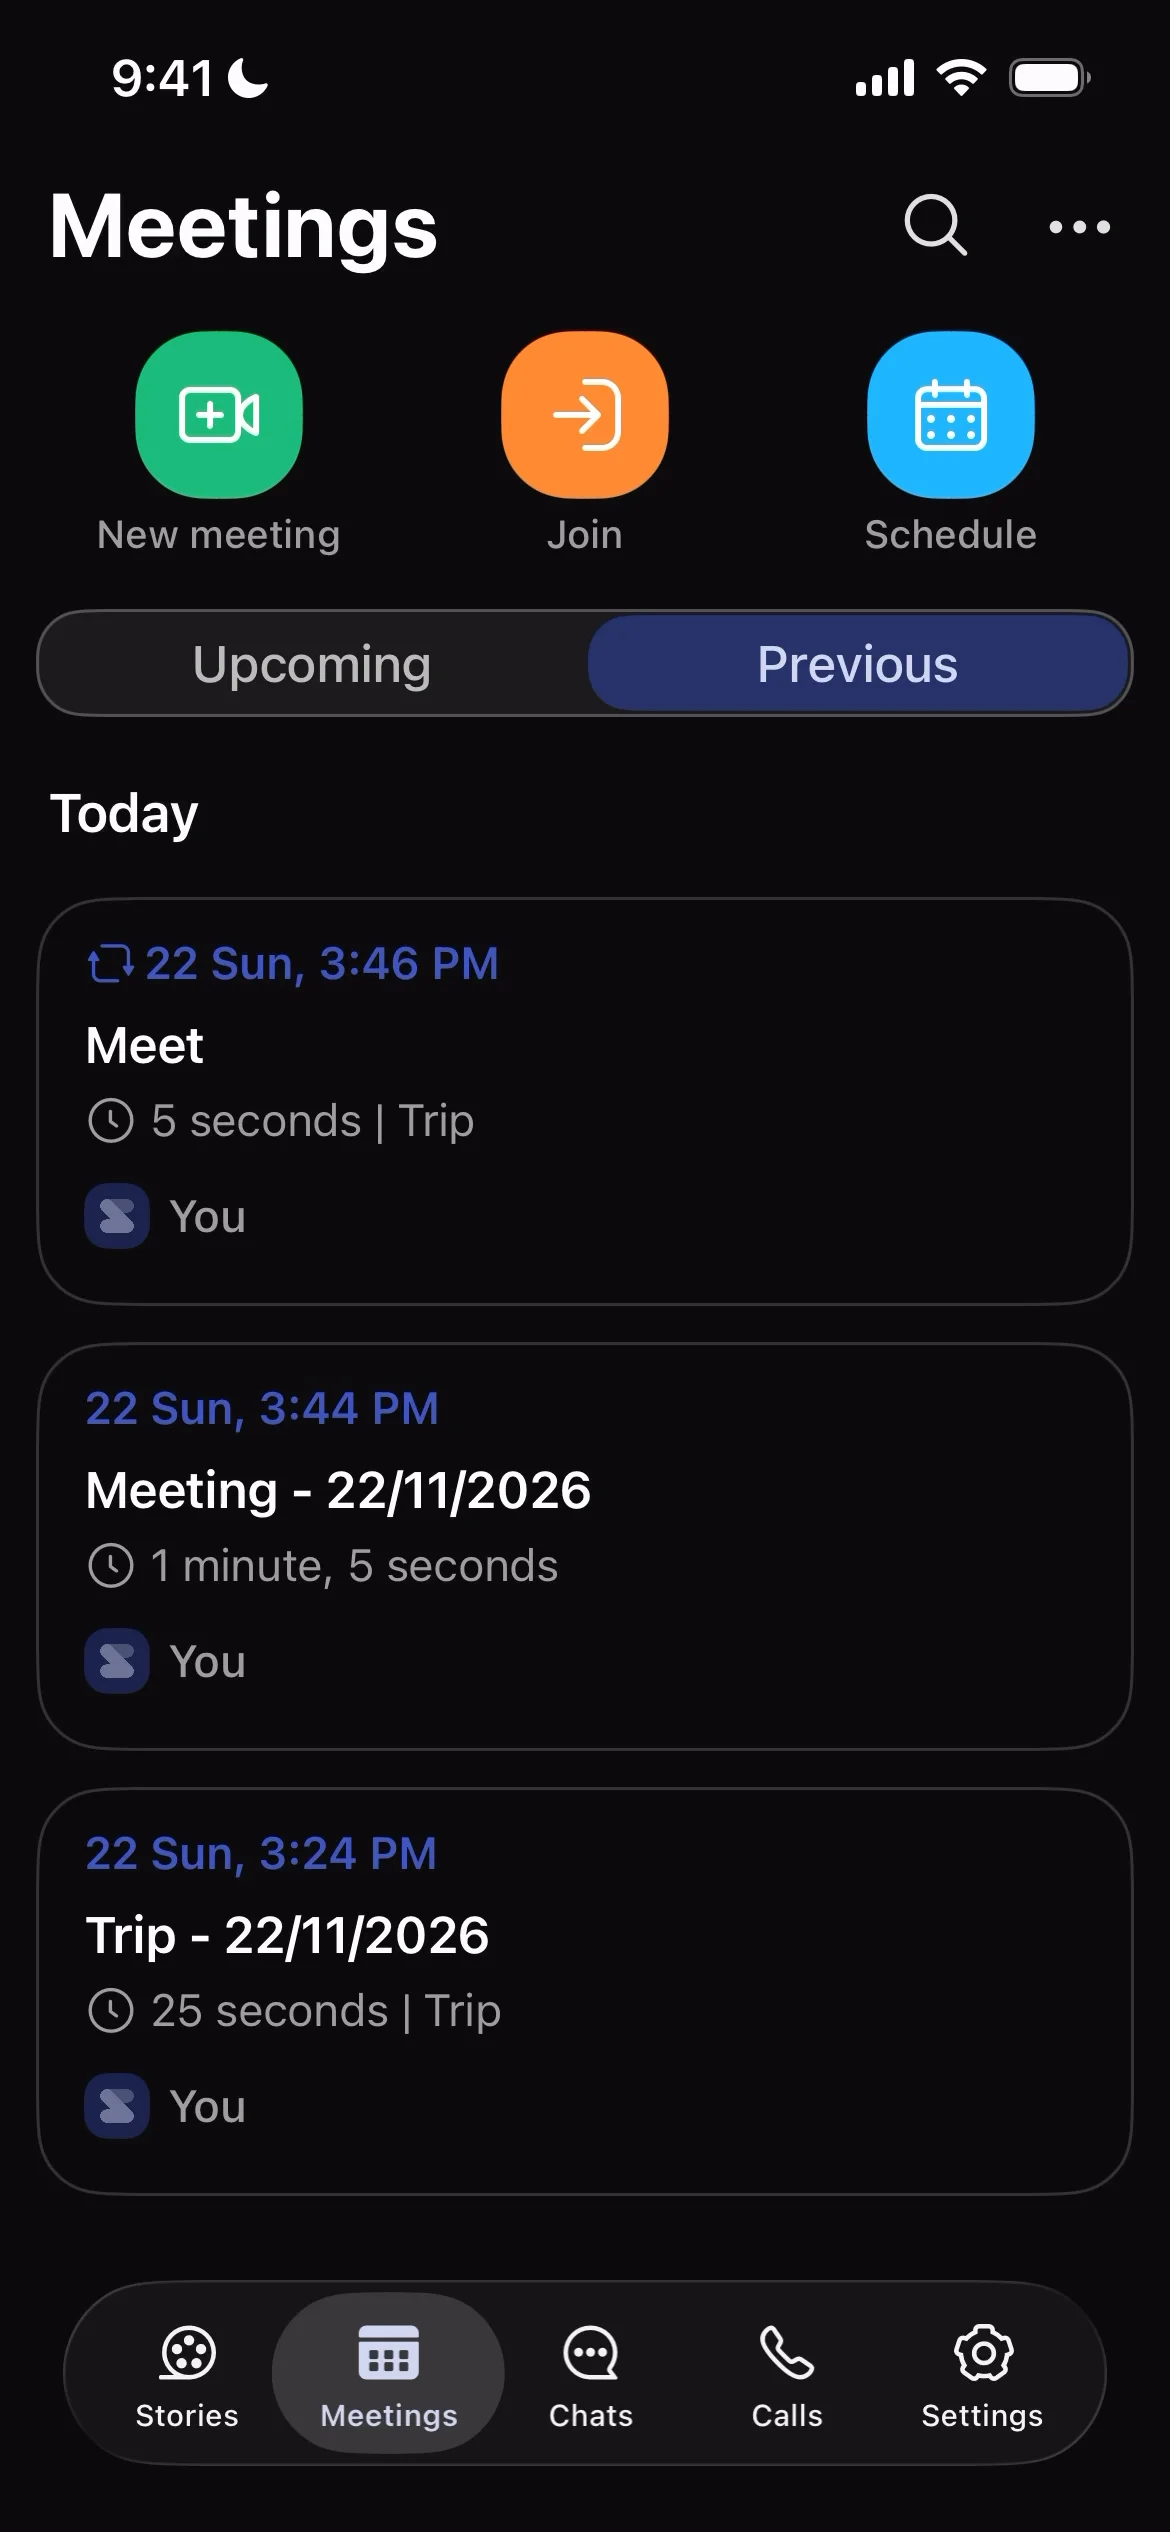 9:41
Meetings
New meeting
Join
Schedule
Upcoming
Previous
Today
22 Sun, 3:46 PM
Meet
5 seconds | Trip
You
22 Sun, 3:44 PM
Meeting - 22/11/2026
1 minute, 5 seconds
You
22 Sun, 3:24 PM
Trip - 22/11/2026
25 seconds | Trip
You
Stories
Meetings
Chats
Calls
Settings